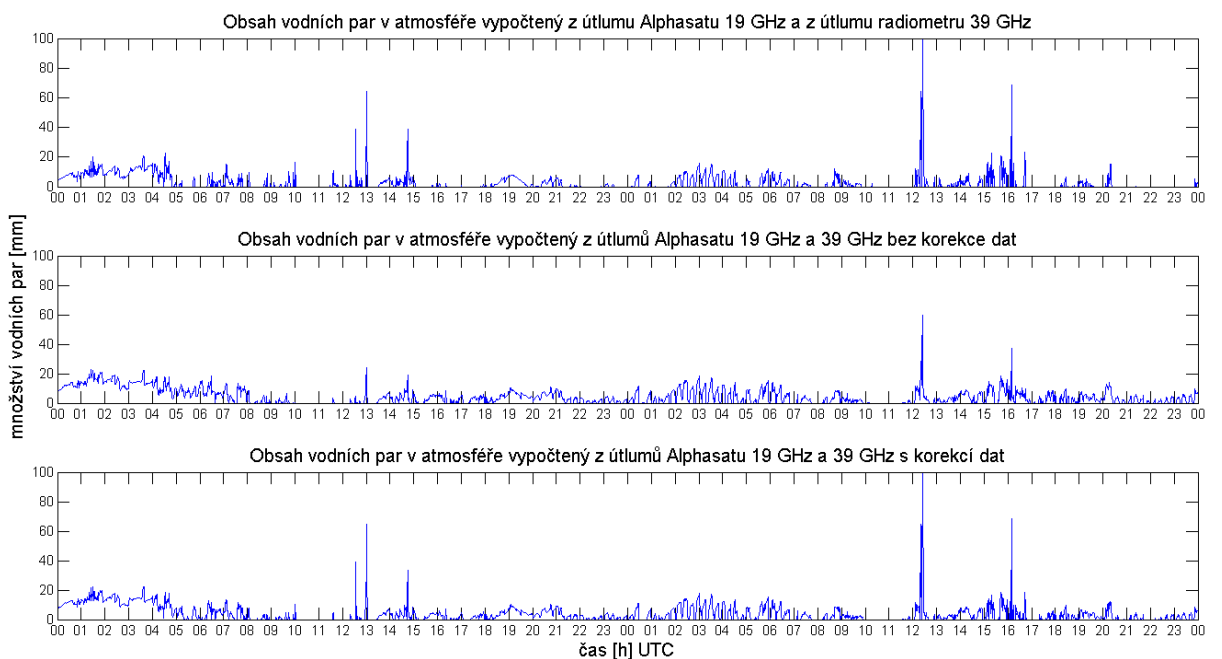 Obsah vodních par v atmosféře vypočtený z útlumu Alphasatu 19 GHz a z útlumu radiometru 39 GHz
100
80
60
40
20
0
00 01 02 03 04 05 06 07 08 09 10 11 12 13 14 15 16 17 18 19 20 21 22 23 00 01 02 03 04 05 06 07 08 09 10 11 12 13 14 15 16 17 18 19 20 21 22 23 00
množství vodních par [mm]
Obsah vodních par v atmosféře vypočtený z útlumů Alphasatu 19 GHz a 39 GHz bez korekce dat
100
80
60
40
20
0
00 01 02 03 04 05 06 07 08 09 10 11 12 13 14 15 16 17 18 19 20 21 22 23 00 01 02 03 04 05 06 07 08 09 10 11 12 13 14 15 16 17 18 19 20 21 22 23 00
Obsah vodních par v atmosféře vypočtený z útlumů Alphasatu 19 GHz a 39 GHz s korekcí dat
100
80
60
40
20
0
00 01 02 03 04 05 06 07 08 09 10 11 12 13 14 15 16 17 18 19 20 21 22 23 00 01 02 03 04 05 06 07 08 09 10 11 12 13 14 15 16 17 18 19 20 21 22 23 00
čas [h] UTC